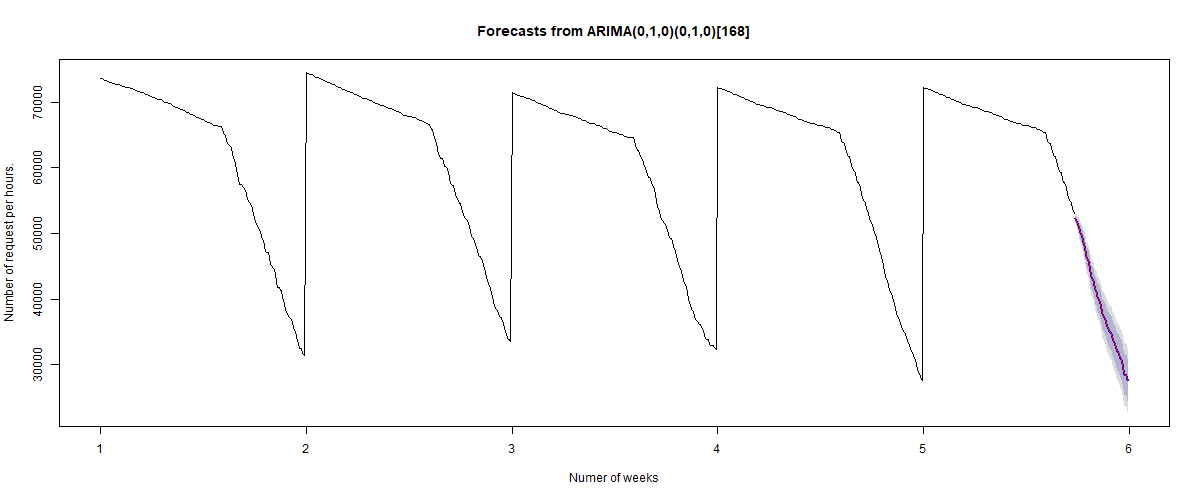 Forecasts from ARIMA(0,1,0)(0,1,0)[168]
Number of request per hours.
70000
60000
50000
40000
30000
1 2 3 4 5 6
Numer of weeks